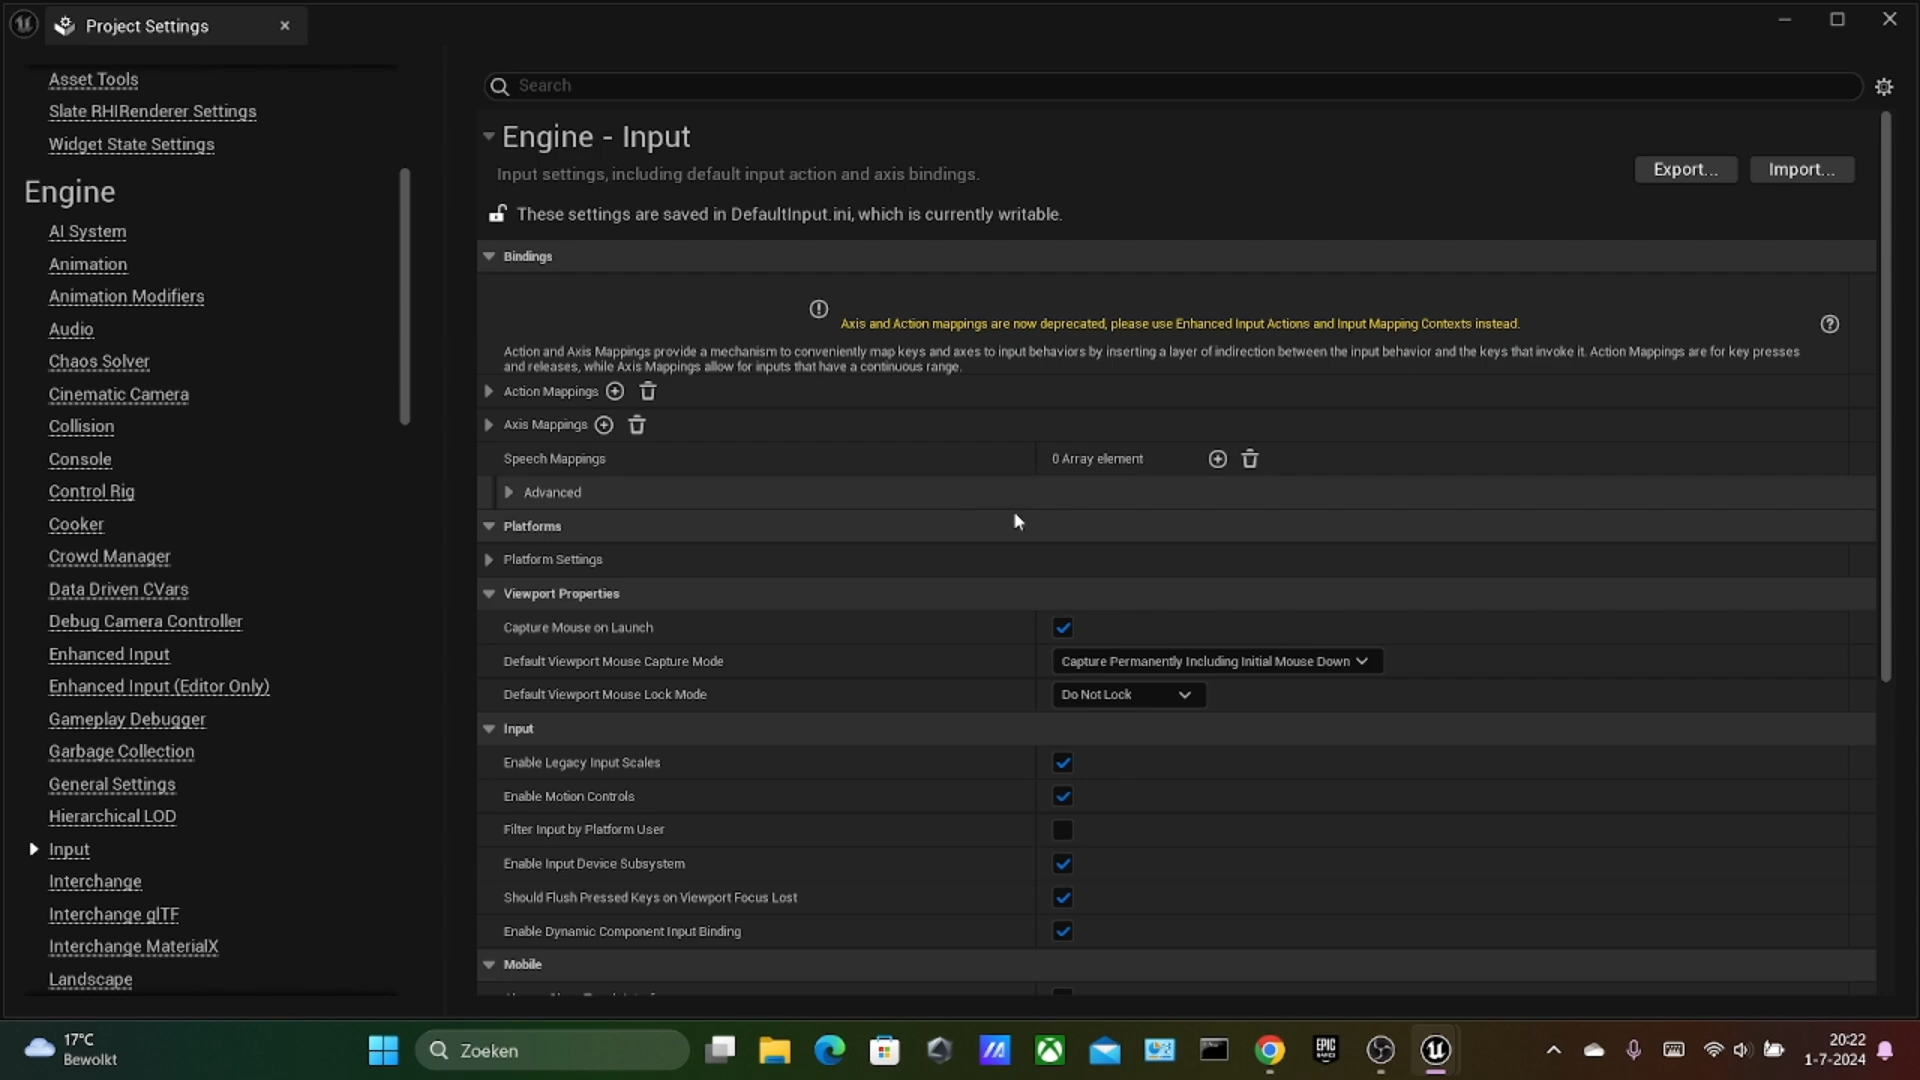 Project Settings
Search
Asset Tools
Slate RHIRenderer Settings
Widget State Settings
Engine
AI System
Animation
Animation Modifiers
Audio
Chaos Solver
Cinematic Camera
Collision
Console
Control Rig
Cooker
Crowd Manager
Data Driven CVars
Debug Camera Controller
Enhanced Input
Enhanced Input (Editor Only)
Gameplay Debugger
Garbage Collection
General Settings
Hierarchical LOD
Input
Interchange
Interchange glTF
Interchange MaterialX
Landscape
Engine - Input
Input settings, including default input action and axis bindings.
Export...
Import...
These settings are saved in DefaultInput.ini, which is currently writable.
Bindings
Axis and Action mappings are now deprecated, please use Enhanced Input Actions and Input Mapping Contexts instead.
Action and Axis Mappings provide a mechanism to conveniently map keys and axes to input behaviors by inserting a layer of indirection between the input behavior and the keys that invoke it. Action Mappings are for key presses
and releases, while Axis Mappings allow for inputs that have a continuous range.
Action Mappings
Axis Mappings
Speech Mappings 0 Array element
Advanced
Platforms
Platform Settings
Viewport Properties
Capture Mouse on Launch
Default Viewport Mouse Capture Mode Capture Permanently Including Initial Mouse Down
Default Viewport Mouse Lock Mode Do Not Lock
Input
Enable Legacy Input Scales
Enable Motion Controls
Filter Input by Platform User
Enable Input Device Subsystem
Should Flush Pressed Keys on Viewport Focus Lost
Enable Dynamic Component Input Binding
Mobile
17°C
Bewolkt
Zoeken
EPIC
GAMES
20:22
1-7-2024